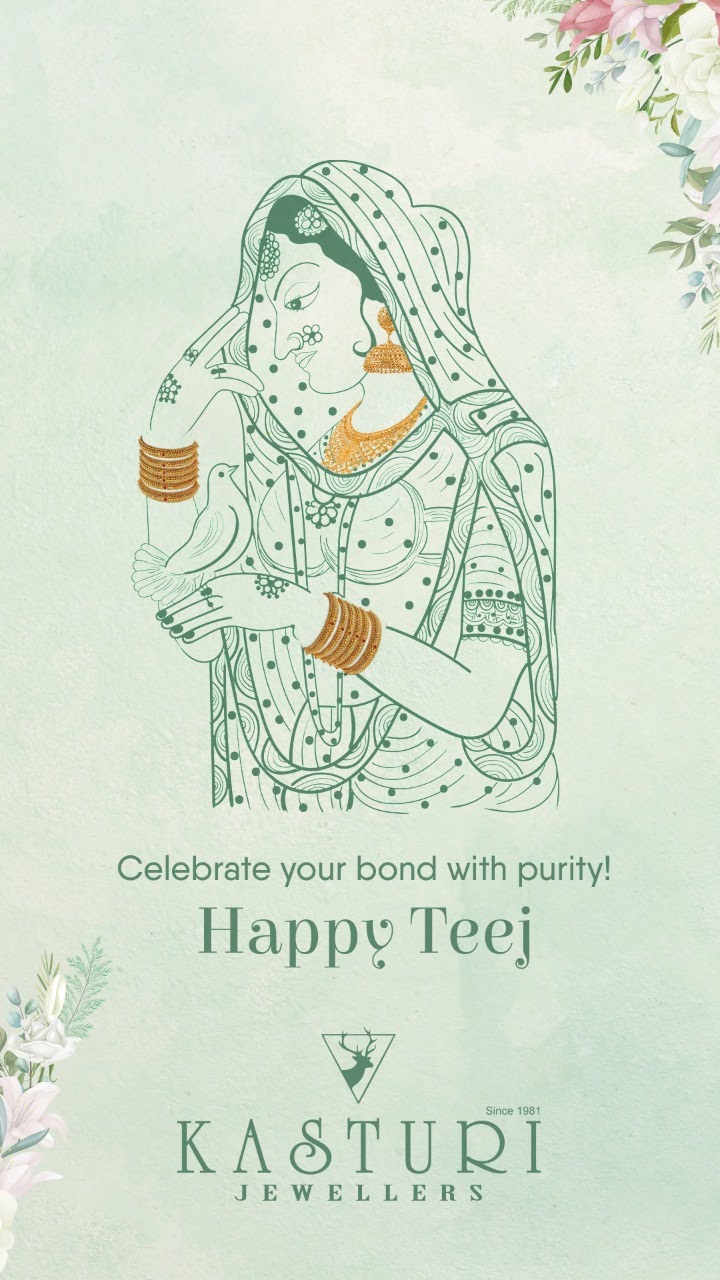 Celebrate your bond with purity!
Happy Teej
Since 1981
KASTURI
JEWELLERS